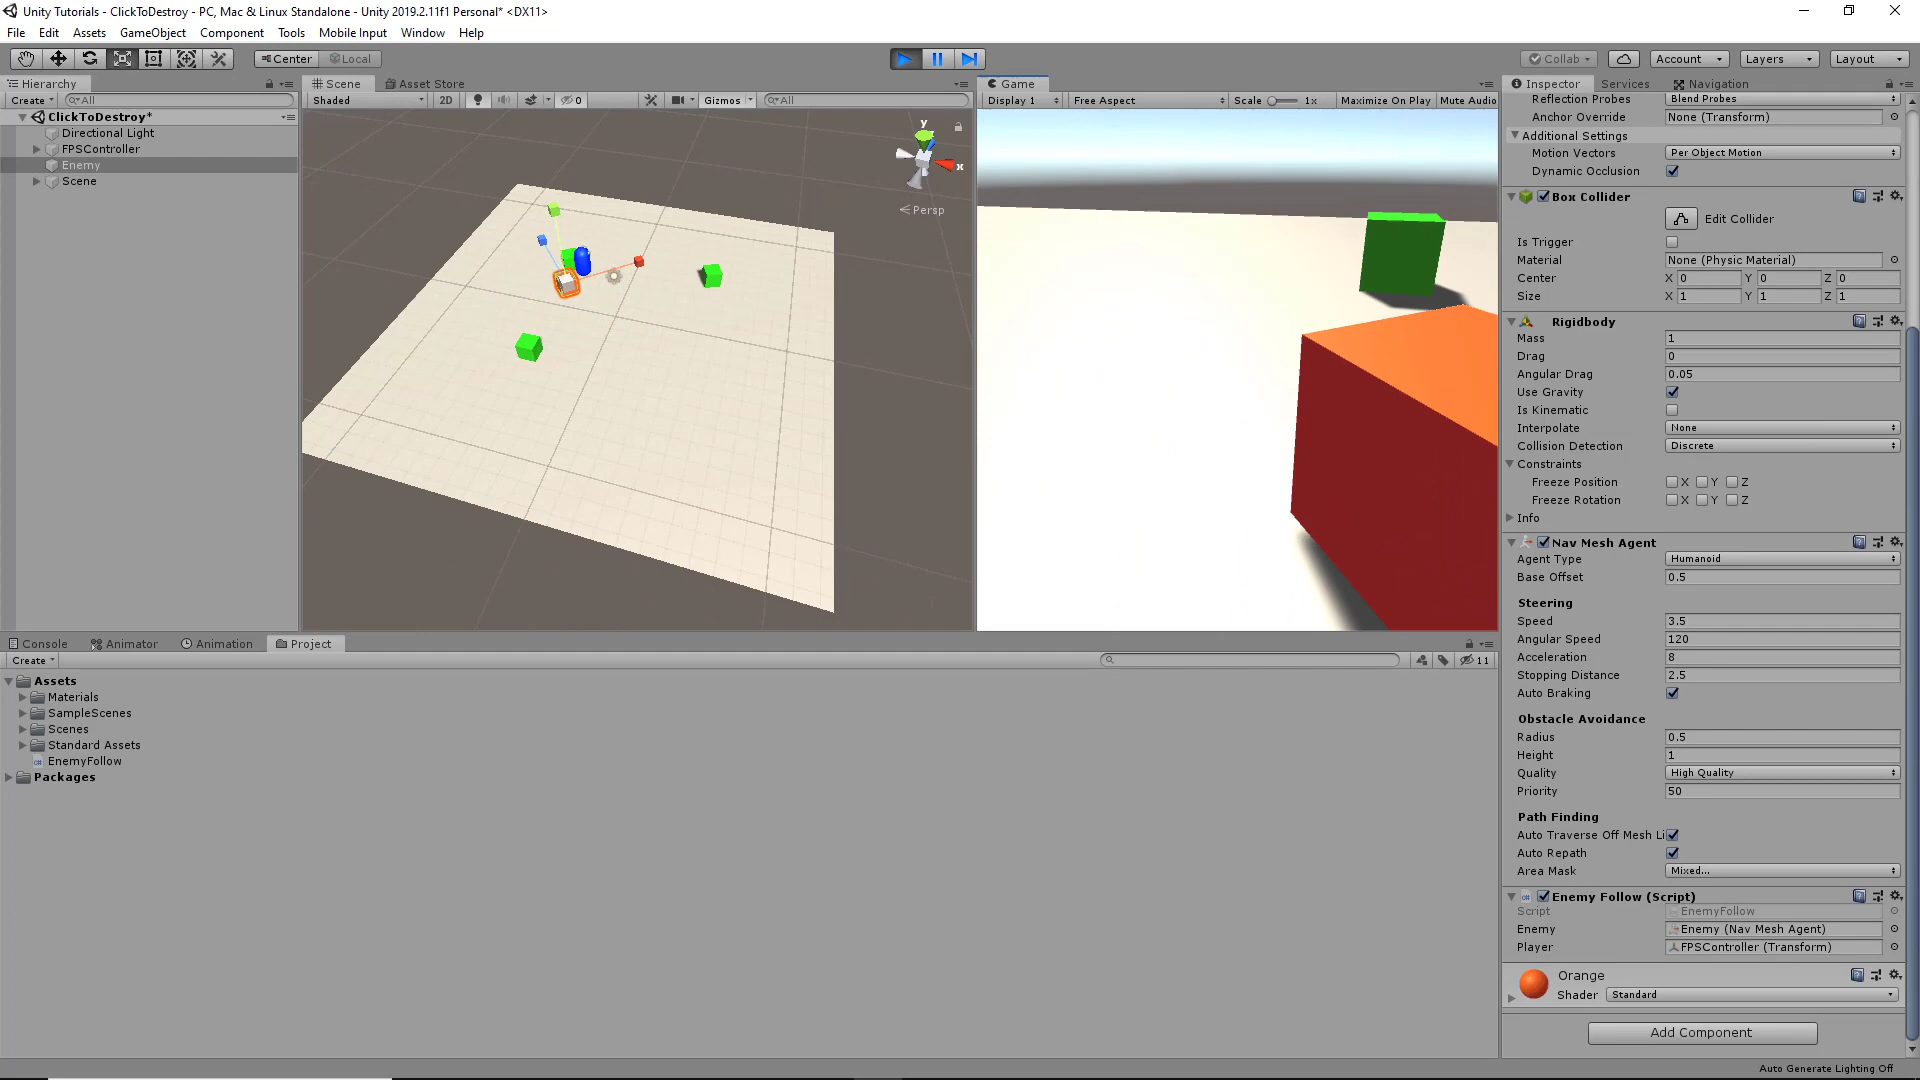 Unity Tutorials - ClickToDestroy - PC, Mac & Linux Standalone - Unity 2019.2.11f1 Personal* <DX11>
File Edit Assets GameObject Component Tools Mobile Input Window Help
Center Local Collab Account Layers Layout
Hierarchy
Create All
ClickToDestroy*
Directional Light
FPSController
Enemy
Scene
Scene Asset Store
Shaded 2D 0 Gizmos All
y
x
Persp
Game
Display 1 Free Aspect Scale 1x Maximize On Play Mute Audio
Console Animator Animation Project
Create 11
Assets
Materials
SampleScenes
Scenes
Standard Assets
EnemyFollow
Packages
Inspector Services Navigation
Reflection Probes Blend Probes
Anchor Override None (Transform)
Additional Settings
Motion Vectors Per Object Motion
Dynamic Occlusion
Box Collider
Edit Collider
Is Trigger
Material None (Physic Material)
Center X 0 Y 0 Z 0
Size X 1 Y 1 Z 1
Rigidbody
Mass 1
Drag 0
Angular Drag 0.05
Use Gravity
Is Kinematic
Interpolate None
Collision Detection Discrete
Constraints
Freeze Position X Y Z
Freeze Rotation X Y Z
Info
Nav Mesh Agent
Agent Type Humanoid
Base Offset 0.5
Steering
Speed 3.5
Angular Speed 120
Acceleration 8
Stopping Distance 2.5
Auto Braking
Obstacle Avoidance
Radius 0.5
Height 1
Quality High Quality
Priority 50
Path Finding
Auto Traverse Off Mesh Li
Auto Repath
Area Mask Mixed...
Enemy Follow (Script)
Script EnemyFollow
Enemy Enemy (Nav Mesh Agent)
Player FPSController (Transform)
Orange
Shader Standard
Add Component
Auto Generate Lighting Off